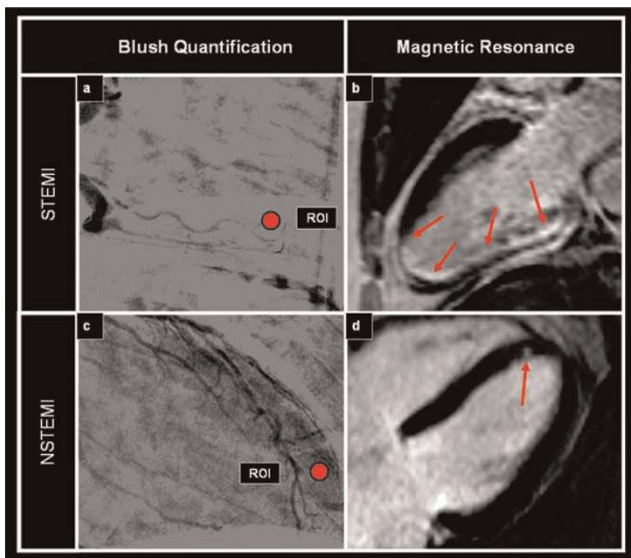 Blush Quantification
Magnetic Resonance
STEMI
a
ROI
b
NSTEMI
c
ROI
d